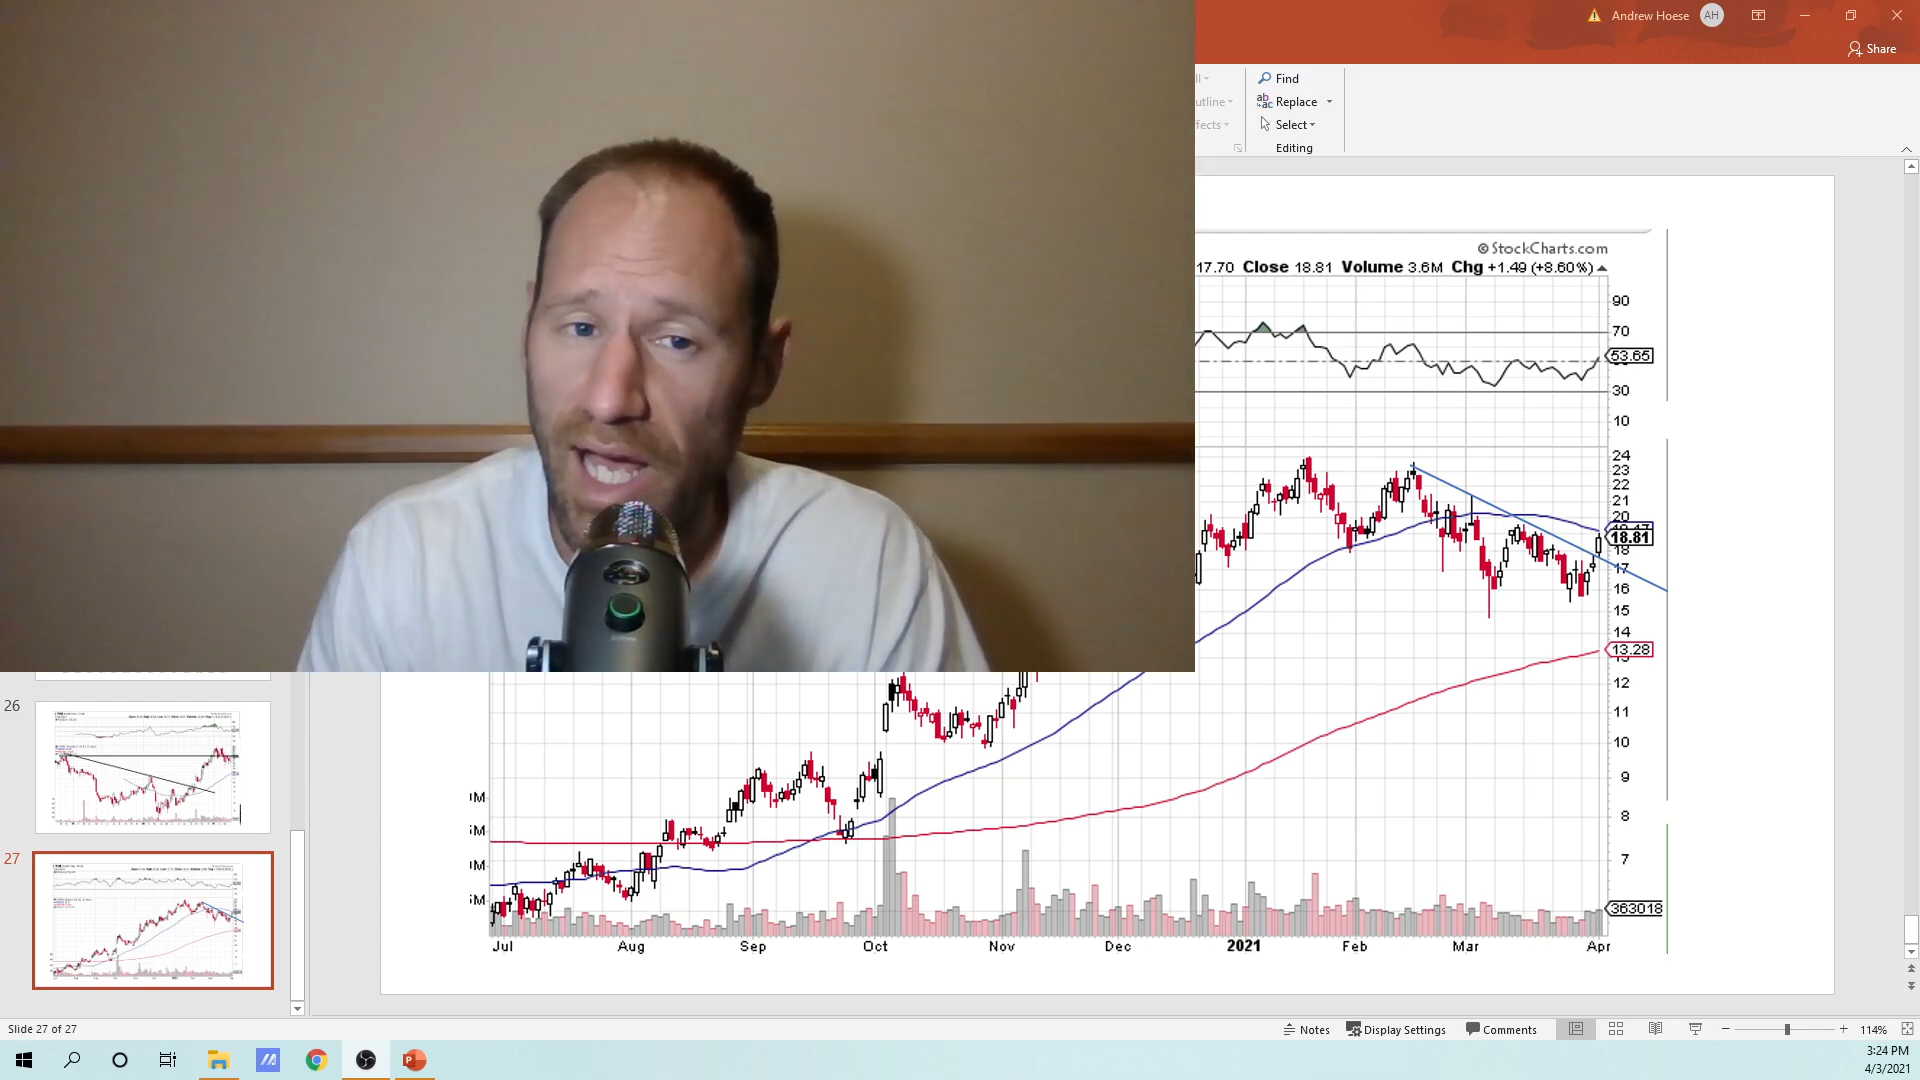 Andrew Hoese AH
Share
Find
Replace
Select
Editing
utline
ffects
© StockCharts.com
17.70 Close 18.81 Volume 3.6M Chg +1.49 (+8.60%)
90
70
53.65
30
10
24
23
22
21
20
18.81
18
17
16
15
14
13.28
12
11
10
9
8
7
363018
Jul Aug Sep Oct Nov Dec 2021 Feb Mar Apr
26
27
Slide 27 of 27
Notes Display Settings Comments 114%
3:24 PM
4/3/2021